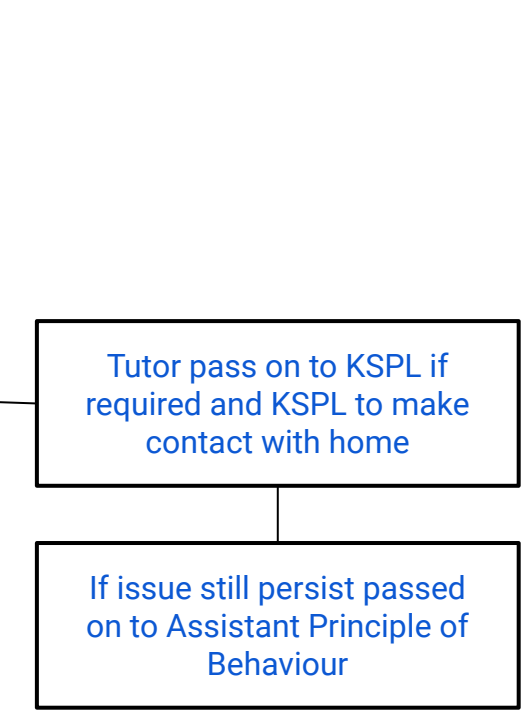 Tutor pass on to KSPL if
required and KSPL to make
contact with home
If issue still persist passed
on to Assistant Principle of
Behaviour